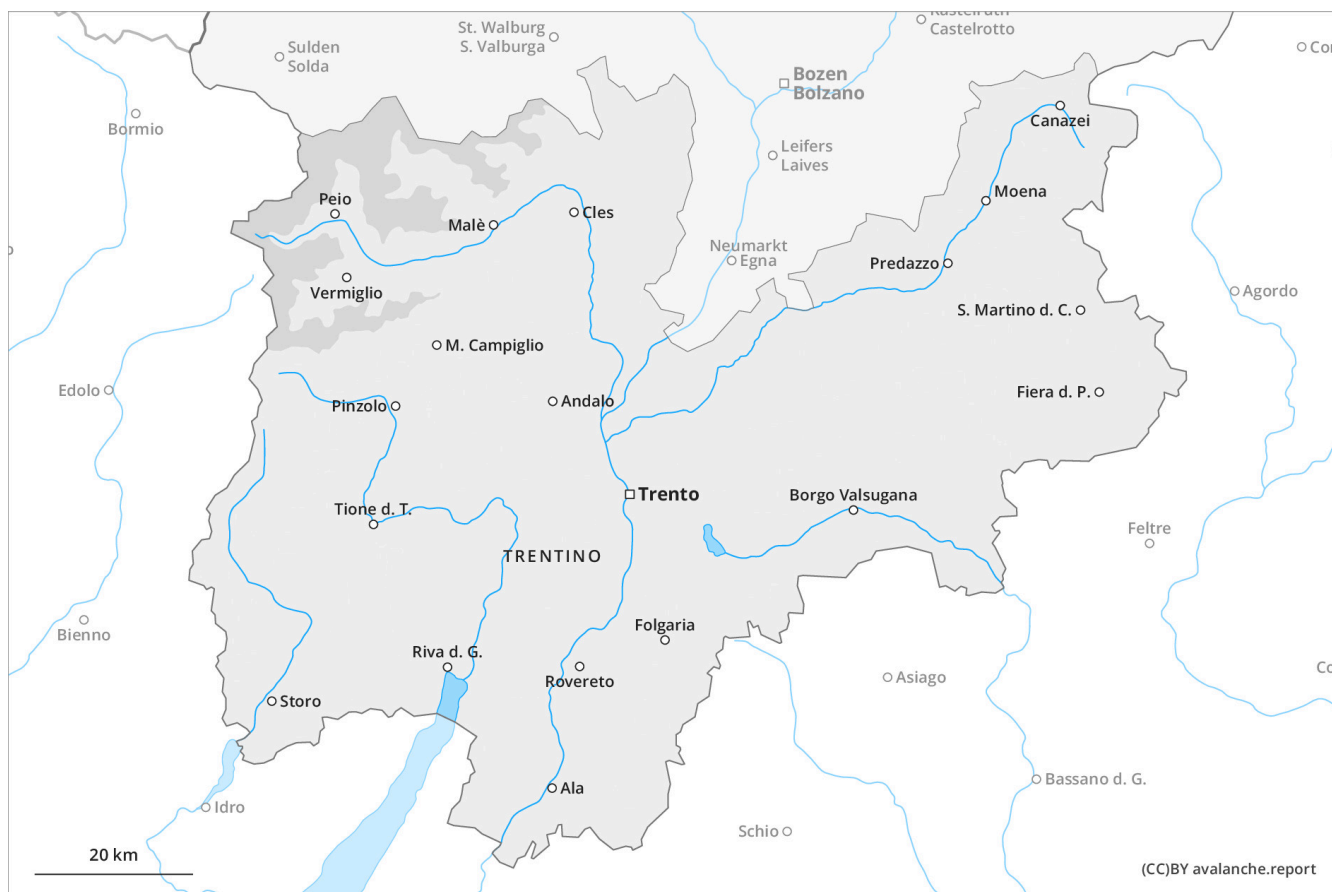 St. Walburg
S. Valburga
Castelrotto
Sulden
Solda
Bozen
Bolzano
Bormio
Canazei
Leifers
Laives
Moena
Peio
Malè
Cles
Neumarkt
Egna
Predazzo
Vermiglio
Agordo
S. Martino d. C.
M. Campiglio
Edolo
Pinzolo
Andalo
Fiera d. P.
Trento
Borgo Valsugana
Tione d. T.
Feltre
TRENTINO
Bienno
Folgaria
Riva d. G.
Asiago
Rovereto
Storo
Bassano d. G.
Ala
Idro
Schio
20 km
(CC)BY avalanche.report